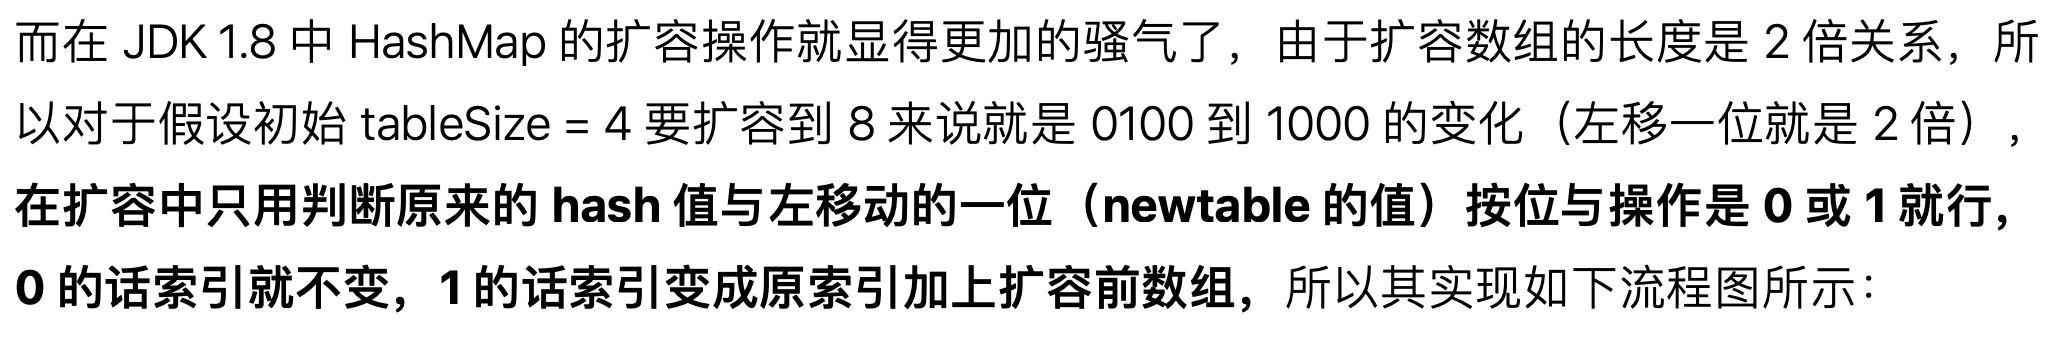 而在 JDK 1.8 中 HashMap 的扩容操作就显得更加的骚气了，由于扩容数组的长度是 2 倍关系，所
以对于假设初始 tableSize = 4 要扩容到 8 来说就是 0100 到 1000 的变化（左移一位就是 2 倍），
在扩容中只用判断原来的 hash 值与左移动的一位（newtable 的值）按位与操作是 0 或 1 就行，
0 的话索引就不变，1 的话索引变成原索引加上扩容前数组，所以其实现如下流程图所示：